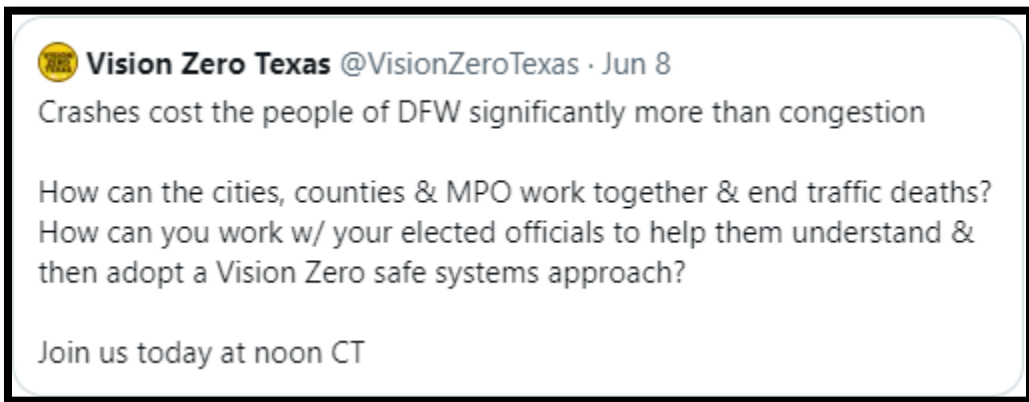 Vision Zero Texas @VisionZeroTexas · Jun 8
Crashes cost the people of DFW significantly more than congestion
How can the cities, counties & MPO work together & end traffic deaths?
How can you work w/ your elected officials to help them understand &
then adopt a Vision Zero safe systems approach?
Join us today at noon CT